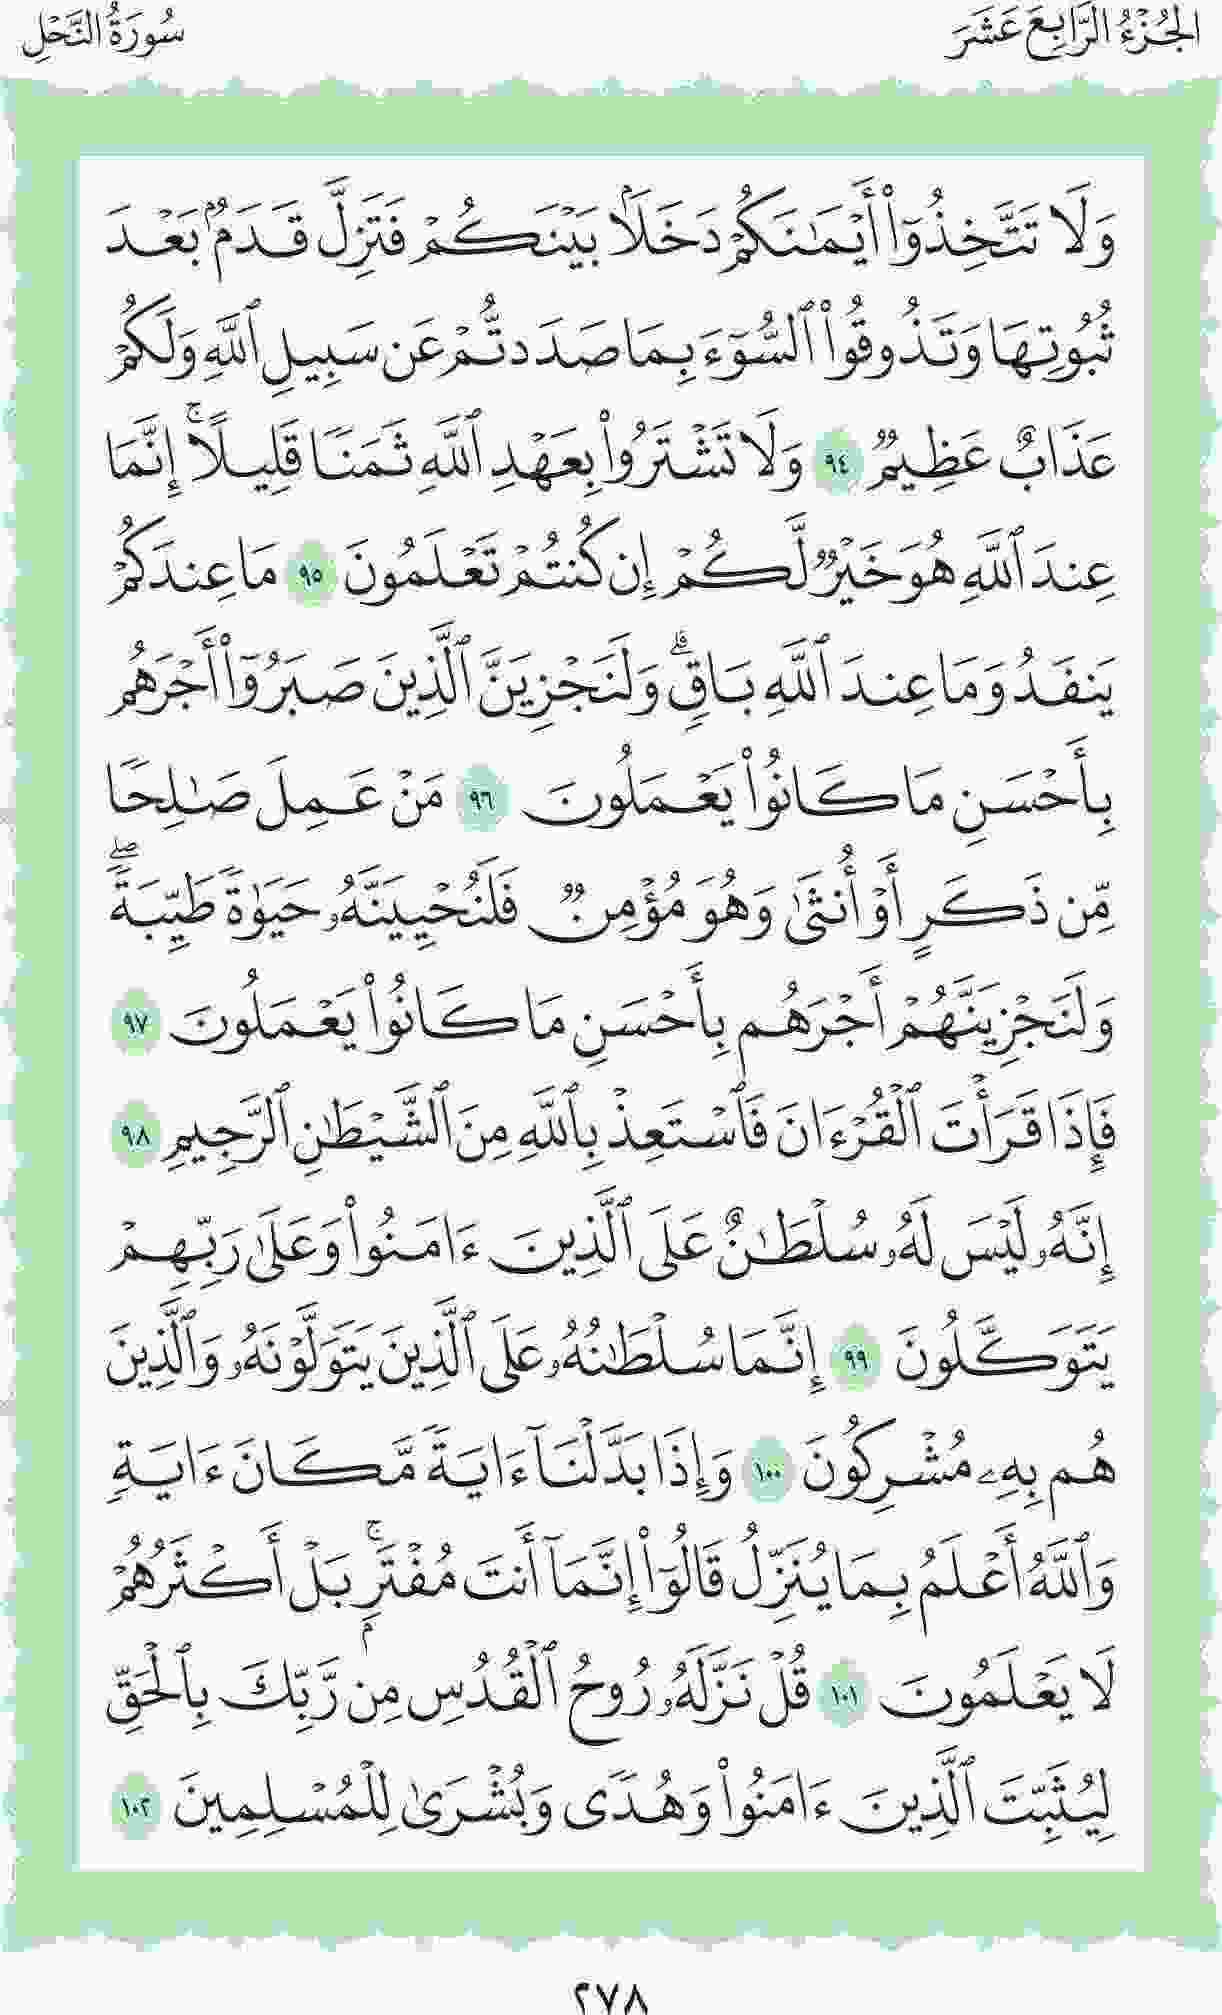 الجُزْءُ الرَّابِعَ عَشَرَ
سُورَةُ النَّحْلِ
وَلَا تَتَّخِذُوٓاْ أَيْمَٰنَكُمْ دَخَلَۢا بَيْنَكُمْ فَتَزِلَّ قَدَمُۢ بَعْدَ
ثُبُوتِهَا وَتَذُوقُواْ ٱلسُّوٓءَ بِمَا صَدَدتُّمْ عَن سَبِيلِ ٱللَّهِ وَلَكُمْ
عَذَابٌ عَظِيمٌ ٩٤ وَلَا تَشْتَرُواْ بِعَهْدِ ٱللَّهِ ثَمَنًا قَلِيلًاۚ إِنَّمَا
عِندَ ٱللَّهِ هُوَ خَيْرٌ لَّكُمْ إِن كُنتُمْ تَعْلَمُونَ ٩٥ مَا عِندَكُمْ
يَنفَدُ وَمَا عِندَ ٱللَّهِ بَاقٍۗ وَلَنَجْزِيَنَّ ٱلَّذِينَ صَبَرُوٓاْ أَجْرَهُم
بِأَحْسَنِ مَا كَانُواْ يَعْمَلُونَ ٩٦ مَنْ عَمِلَ صَٰلِحًا
مِّن ذَكَرٍ أَوْ أُنثَىٰ وَهُوَ مُؤْمِنٌ فَلَنُحْيِيَنَّهُۥ حَيَوٰةً طَيِّبَةًۖ
وَلَنَجْزِيَنَّهُمْ أَجْرَهُم بِأَحْسَنِ مَا كَانُواْ يَعْمَلُونَ ٩٧
فَإِذَا قَرَأْتَ ٱلْقُرْءَانَ فَٱسْتَعِذْ بِٱللَّهِ مِنَ ٱلشَّيْطَٰنِ ٱلرَّجِيمِ ٩٨
إِنَّهُۥ لَيْسَ لَهُۥ سُلْطَٰنٌ عَلَى ٱلَّذِينَ ءَامَنُواْ وَعَلَىٰ رَبِّهِمْ
يَتَوَكَّلُونَ ٩٩ إِنَّمَا سُلْطَٰنُهُۥ عَلَى ٱلَّذِينَ يَتَوَلَّوْنَهُۥ وَٱلَّذِينَ
هُم بِهِۦ مُشْرِكُونَ ١٠٠ وَإِذَا بَدَّلْنَآ ءَايَةً مَّكَانَ ءَايَةٍ
وَٱللَّهُ أَعْلَمُ بِمَا يُنَزِّلُ قَالُوٓاْ إِنَّمَآ أَنتَ مُفْتَرِۭۚ بَلْ أَكْثَرُهُمْ
لَا يَعْلَمُونَ ١٠١ قُلْ نَزَّلَهُۥ رُوحُ ٱلْقُدُسِ مِن رَّبِّكَ بِٱلْحَقِّ
لِيُثَبِّتَ ٱلَّذِينَ ءَامَنُواْ وَهُدًى وَبُشْرَىٰ لِلْمُسْلِمِينَ ١٠٢
٢٧٨